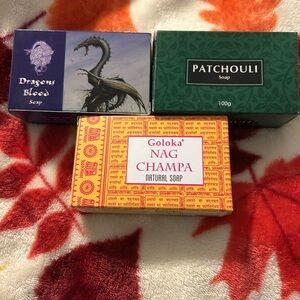 Dragons
Blood
Soap
PATCHOULI
Soap
100g
Goloka®
NAG
CHAMPA
NATURAL SOAP